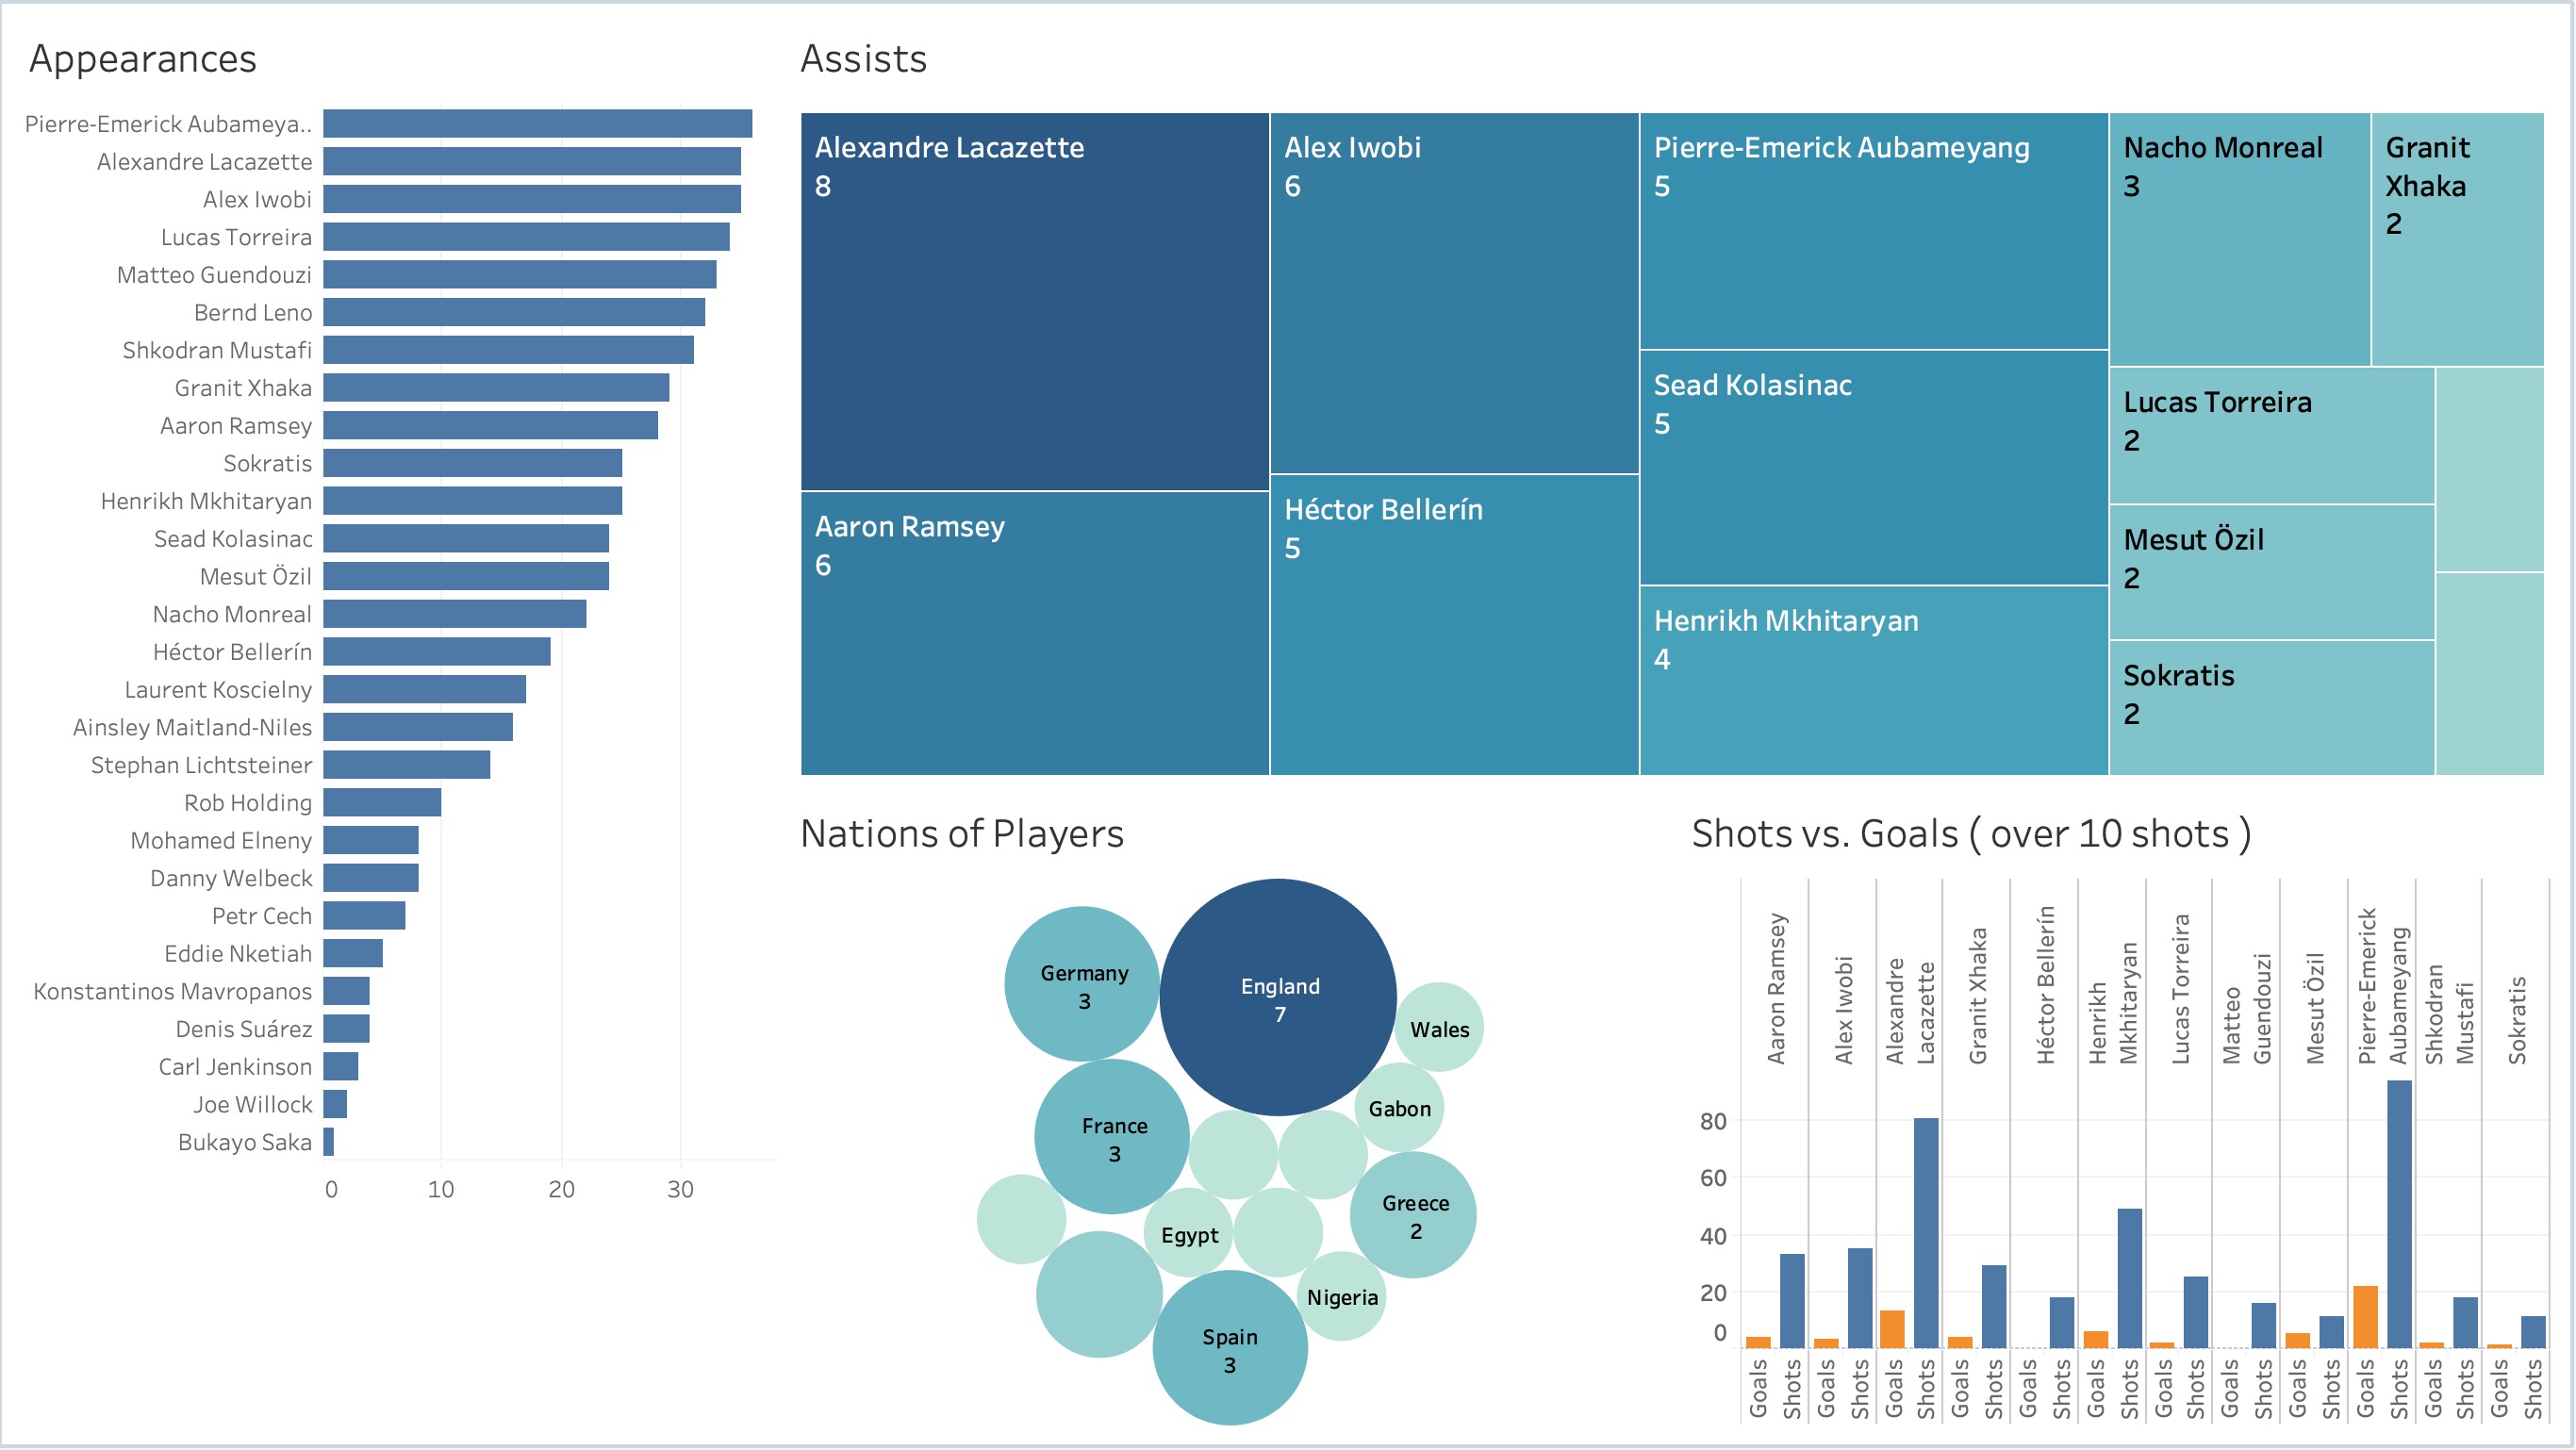 Appearances
Pierre-Emerick Aubameya..
Alexandre Lacazette
Alex Iwobi
Lucas Torreira
Matteo Guendouzi
Bernd Leno
Shkodran Mustafi
Granit Xhaka
Aaron Ramsey
Sokratis
Henrikh Mkhitaryan
Sead Kolasinac
Mesut Özil
Nacho Monreal
Héctor Bellerín
Laurent Koscielny
Ainsley Maitland-Niles
Stephan Lichtsteiner
Rob Holding
Mohamed Elneny
Danny Welbeck
Petr Cech
Eddie Nketiah
Konstantinos Mavropanos
Denis Suárez
Carl Jenkinson
Joe Willock
Bukayo Saka
0 10 20 30
Assists
Alexandre Lacazette
8
Aaron Ramsey
6
Alex Iwobi
6
Héctor Bellerín
5
Pierre-Emerick Aubameyang
5
Sead Kolasinac
5
Henrikh Mkhitaryan
4
Nacho Monreal
3
Granit
Xhaka
2
Lucas Torreira
2
Mesut Özil
2
Sokratis
2
Nations of Players
Germany
3
England
7
Wales
Gabon
France
3
Greece
2
Egypt
Nigeria
Spain
3
Shots vs. Goals ( over 10 shots )
Aaron Ramsey
Alex Iwobi
Alexandre
Lacazette
Granit Xhaka
Héctor Bellerín
Henrikh
Mkhitaryan
Lucas Torreira
Matteo
Guendouzi
Mesut Özil
Pierre-Emerick
Aubameyang
Shkodran
Mustafi
Sokratis
80
60
40
20
0
Goals Shots Goals Shots Goals Shots Goals Shots Goals Shots Goals Shots Goals Shots Goals Shots Goals Shots Goals Shots Goals Shots Goals Shots